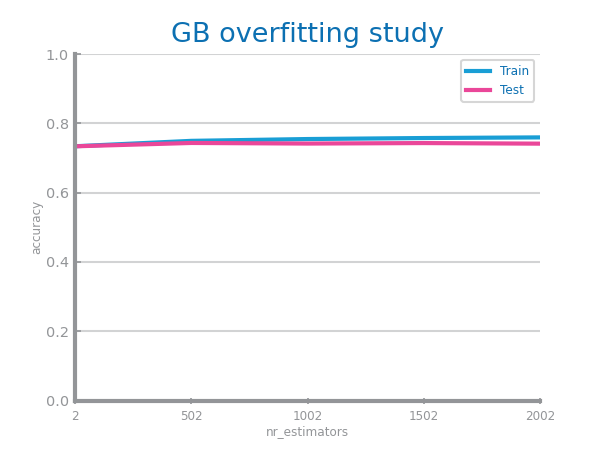 GB overfitting study
1.0
Train
Test
0.8
0.6
accuracy
0.4
0.2
0.0
2 502 1002 1502 2002
nr_estimators